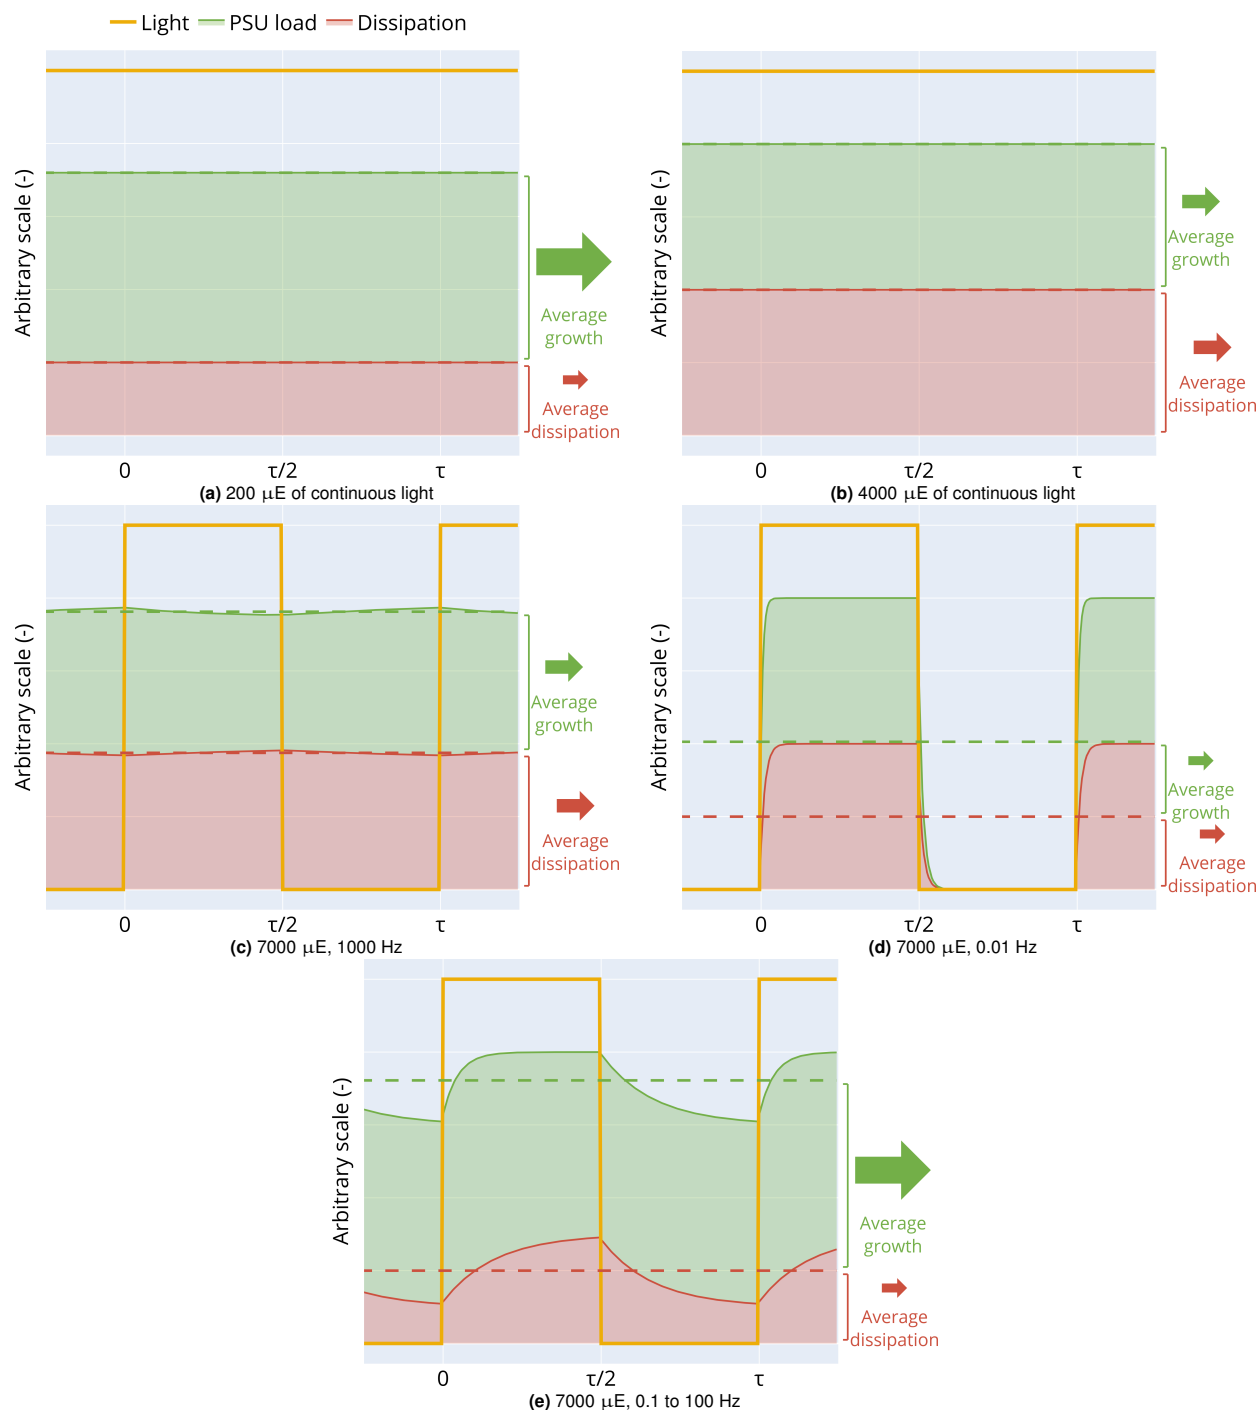 Light PSU load Dissipation
Arbitrary scale (-)
Average
growth
Average
dissipation
0 τ/2 τ
(a) 200 µE of continuous light
Arbitrary scale (-)
Average
growth
Average
dissipation
0 τ/2 τ
(b) 4000 µE of continuous light
Arbitrary scale (-)
Average
growth
Average
dissipation
0 τ/2 τ
(c) 7000 µE, 1000 Hz
Arbitrary scale (-)
Average
growth
Average
dissipation
0 τ/2 τ
(d) 7000 µE, 0.01 Hz
Arbitrary scale (-)
Average
growth
Average
dissipation
0 τ/2 τ
(e) 7000 µE, 0.1 to 100 Hz